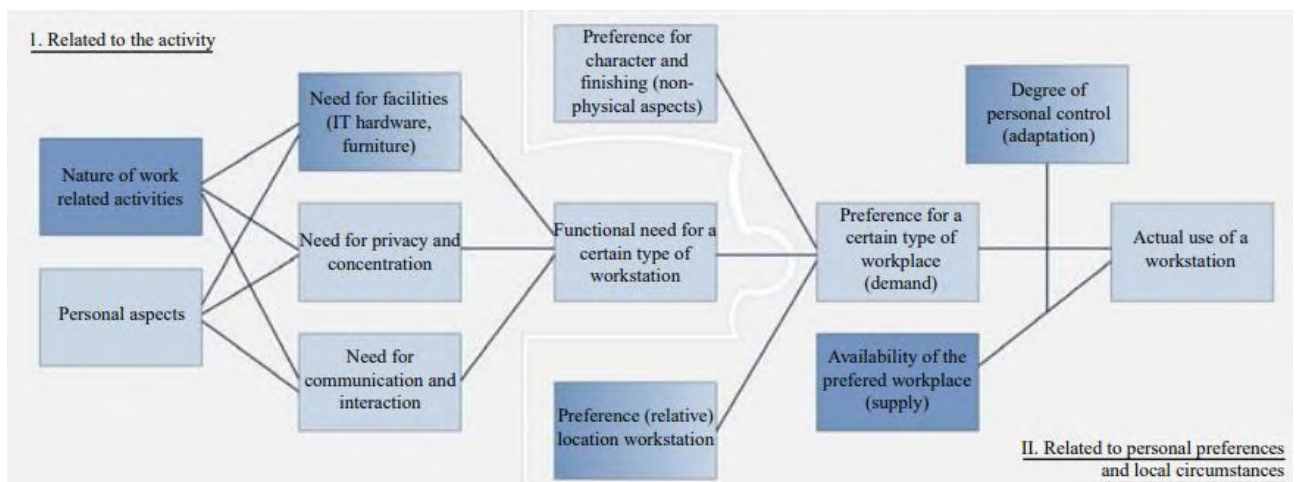 1. Related to the activity
Need for facilities
(IT hardware,
furniture)
Nature of work
related activities
Need for privacy and
concentration
Personal aspects
Need for
communication and
interaction
Preference for
character and
finishing (non-
physical aspects)
Functional need for a
certain type of
workstation
Preference (relative)
location workstation
Degree of
personal control
(adaptation)
Preference for a
certain type of
workplace
(demand)
Actual use of a
workstation
Availability of the
prefered workplace
(supply)
II. Related to personal preferences
and local circumstances